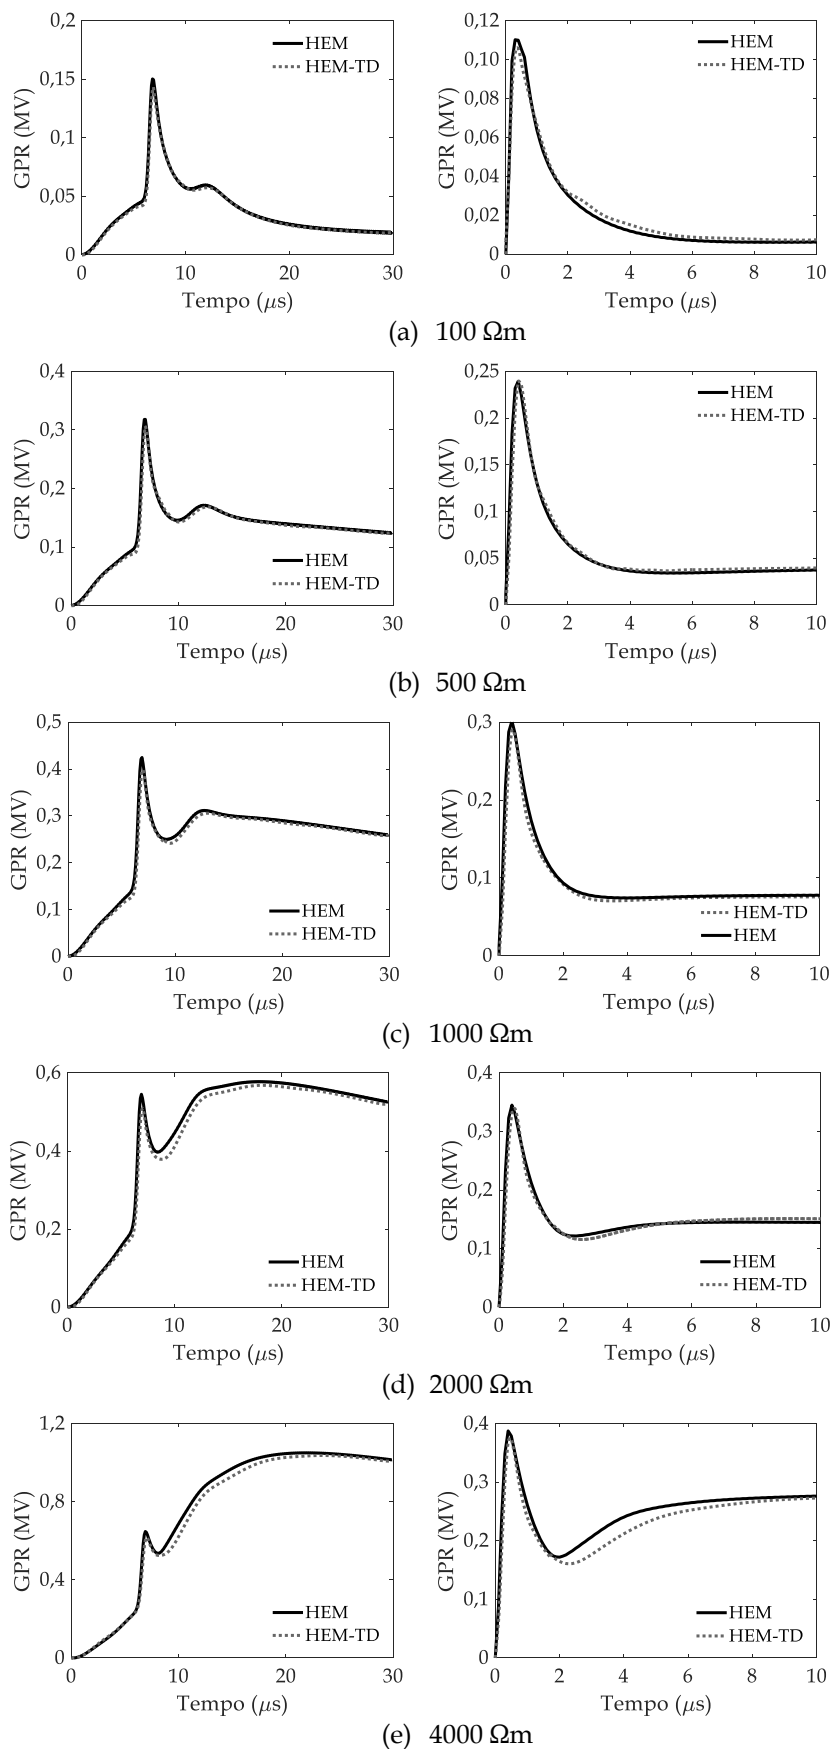 0,2
0,15
0,1
0,05
0
GPR (MV)
HEM
HEM-TD
0 10 20 30
Tempo (μs)
0,12
0,10
0,08
0,06
0,04
0,02
0
GPR (MV)
HEM
HEM-TD
0 2 4 6 8 10
Tempo (μs)
(a) 100 Ωm
0,4
0,3
0,2
0,1
0
GPR (MV)
HEM
HEM-TD
0 10 20 30
Tempo (μs)
0,25
0,20
0,15
0,10
0,05
0
GPR (MV)
HEM
HEM-TD
0 2 4 6 8 10
Tempo (μs)
(b) 500 Ωm
0,5
0,4
0,3
0,2
0,1
0
GPR (MV)
HEM
HEM-TD
0 10 20 30
Tempo (μs)
0,3
0,2
0,1
0
GPR (MV)
HEM-TD
HEM
0 2 4 6 8 10
Tempo (μs)
(c) 1000 Ωm
0,6
0,4
0,2
0
GPR (MV)
HEM
HEM-TD
0 10 20 30
Tempo (μs)
0,4
0,3
0,2
0,1
0
GPR (MV)
HEM
HEM-TD
0 2 4 6 8 10
Tempo (μs)
(d) 2000 Ωm
1,2
0,8
0,4
0
GPR (MV)
HEM
HEM-TD
0 10 20 30
Tempo (μs)
0,4
0,3
0,2
0,1
0
GPR (MV)
HEM
HEM-TD
0 2 4 6 8 10
Tempo (μs)
(e) 4000 Ωm